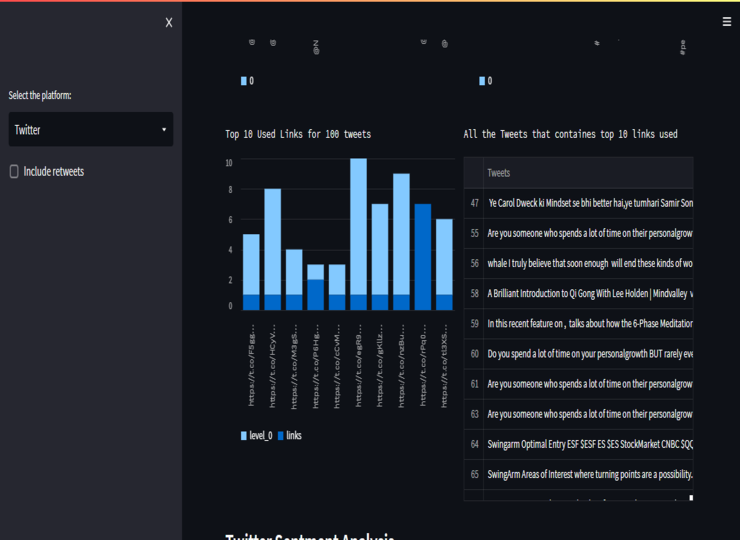 X
Select the platform:
Twitter
Include retweets
0
0
Top 10 Used Links for 100 tweets
10
8
6
4
2
0
https://t.co/F5gg...
https://t.co/HCyV...
https://t.co/M3gS...
https://t.co/P6Hg...
https://t.co/cCvM...
https://t.co/egR9...
https://t.co/gKlIz...
https://t.co/nzBu...
https://t.co/rPq0...
https://t.co/tI3XS...
level_0 links
All the Tweets that containes top 10 links used
Tweets
47 Ye Carol Dweck ki Mindset se bhi better hai,ye tumhari Samir Son
55 Are you someone who spends a lot of time on their personalgrow
56 whale I truly believe that soon enough will end these kinds of wo
58 A Brilliant Introduction to Qi Gong With Lee Holden | Mindvalley v
59 In this recent feature on , talks about how the 6-Phase Meditation
60 Do you spend a lot of time on your personalgrowth BUT rarely eve
61 Are you someone who spends a lot of time on their personalgrow
63 Are you someone who spends a lot of time on their personalgrow
64 Swingarm Optimal Entry ESF $ESF ES $ES StockMarket CNBC $QQ
65 SwingArm Areas of Interest where turning points are a possibility.
Twitter Sentment Analysis